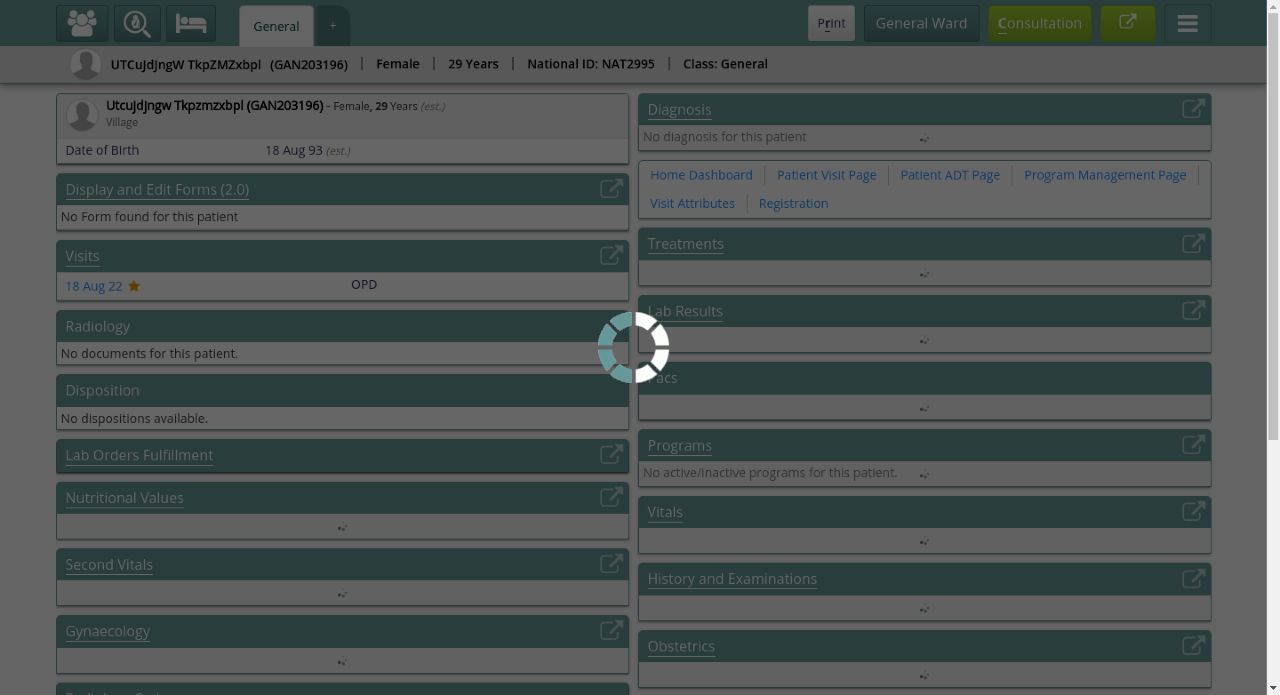 General
+
Print
General Ward
Consultation
UTCuJdJngW TkpZMZxbpl (GAN203196) | Female | 29 Years | National ID: NAT2995 | Class: General
UtcujdJngw Tkpzmzxbpl (GAN203196) - Female, 29 Years (est.)
Village
Date of Birth 18 Aug 93 (est.)
Display and Edit Forms (2.0)
No Form found for this patient
Visits
18 Aug 22 OPD
Radiology
No documents for this patient.
Disposition
No dispositions available.
Lab Orders Fulfillment
Nutritional Values
Second Vitals
Gynaecology
Diagnosis
No diagnosis for this patient
Home Dashboard
Patient Visit Page
Patient ADT Page
Program Management Page
Visit Attributes
Registration
Treatments
Lab Results
Programs
No active/inactive programs for this patient.
Vitals
History and Examinations
Obstetrics